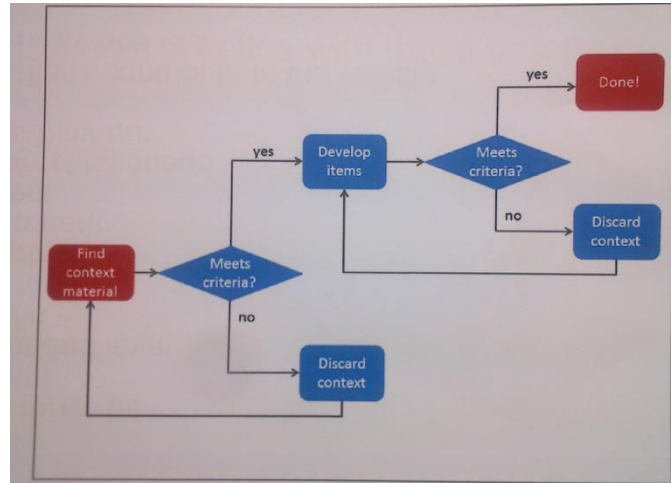 Find
context
material
Meets
criteria?
yes
no
Discard
context
Develop
items
Meets
criteria?
yes
no
Done!
Discard
context